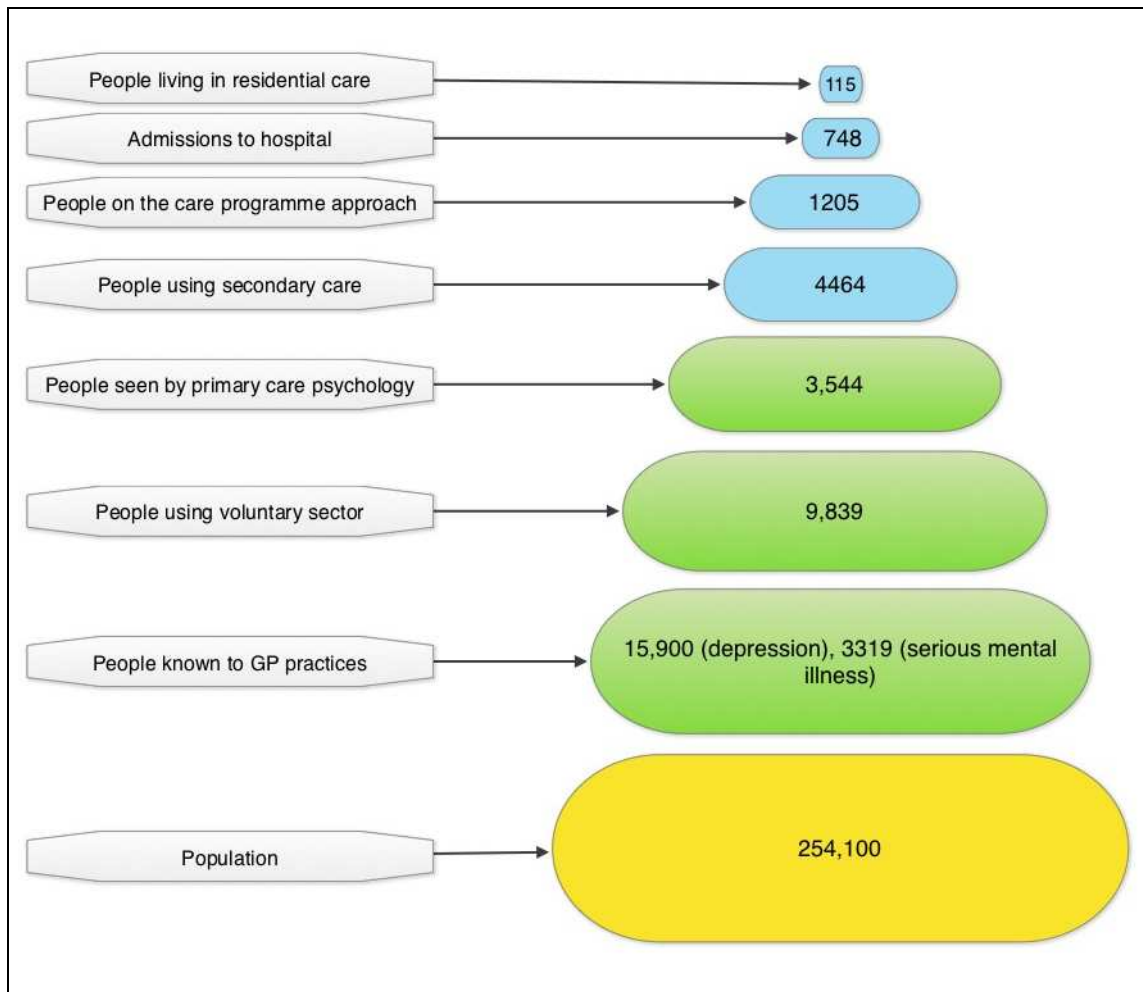 People living in residential care
115
Admissions to hospital
748
People on the care programme approach
1205
People using secondary care
4464
People seen by primary care psychology
3,544
People using voluntary sector
9,839
People known to GP practices
15,900 (depression), 3319 (serious mental
illness)
Population
254,100